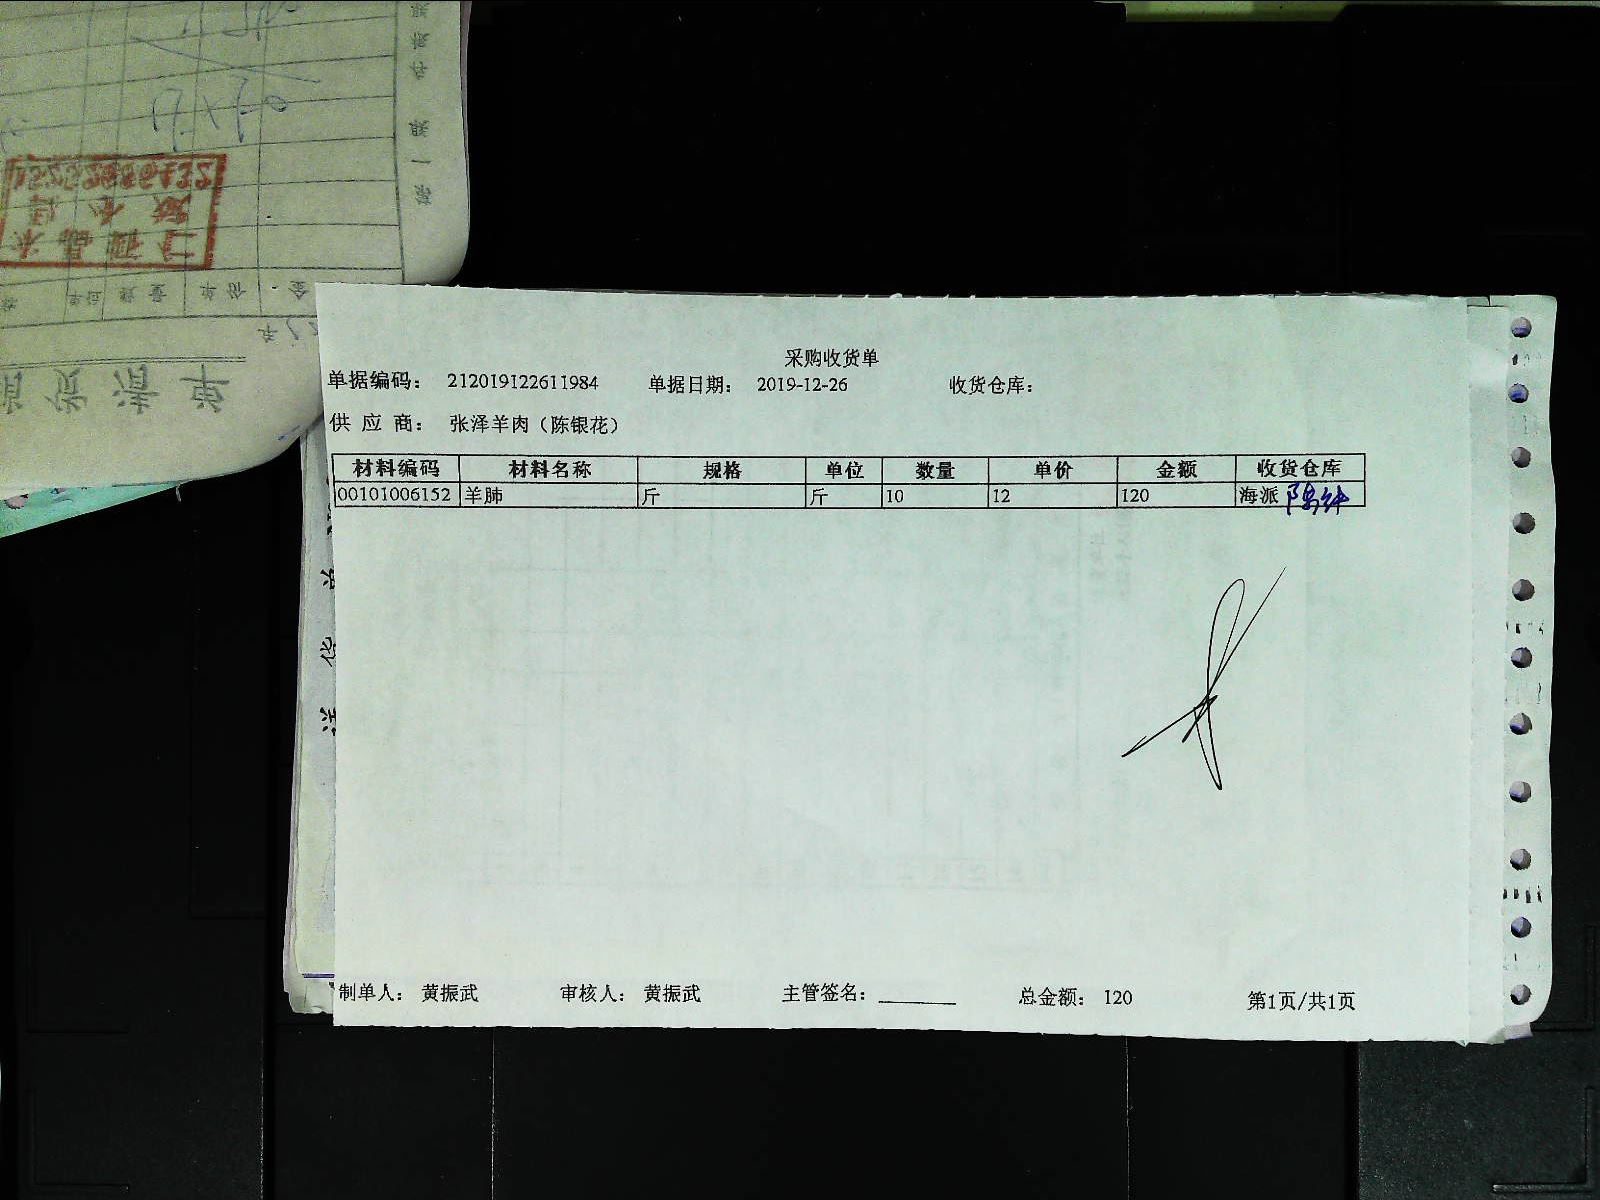 采购收货单
单据编码： 212019122611984 单据日期： 2019-12-26 收货仓库：
供 应 商： 张泽羊肉（陈银花）
材料编码 材料名称 规格 单位 数量 单价 金额 收货仓库
00101006152 羊肺 斤 斤 10 12 120 海派
制单人： 黄振武 审核人： 黄振武 主管签名： 总金额： 120 第1页/共1页
单清货销